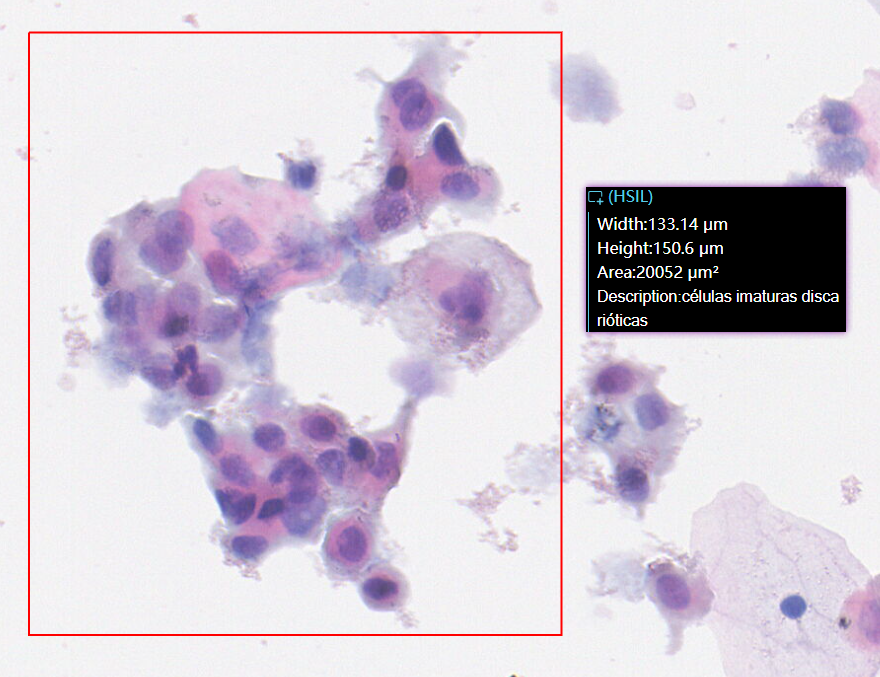 (HSIL)
Width:133.14 µm
Height:150.6 µm
Area:20052 µm²
Description:células imaturas disca
rióticas